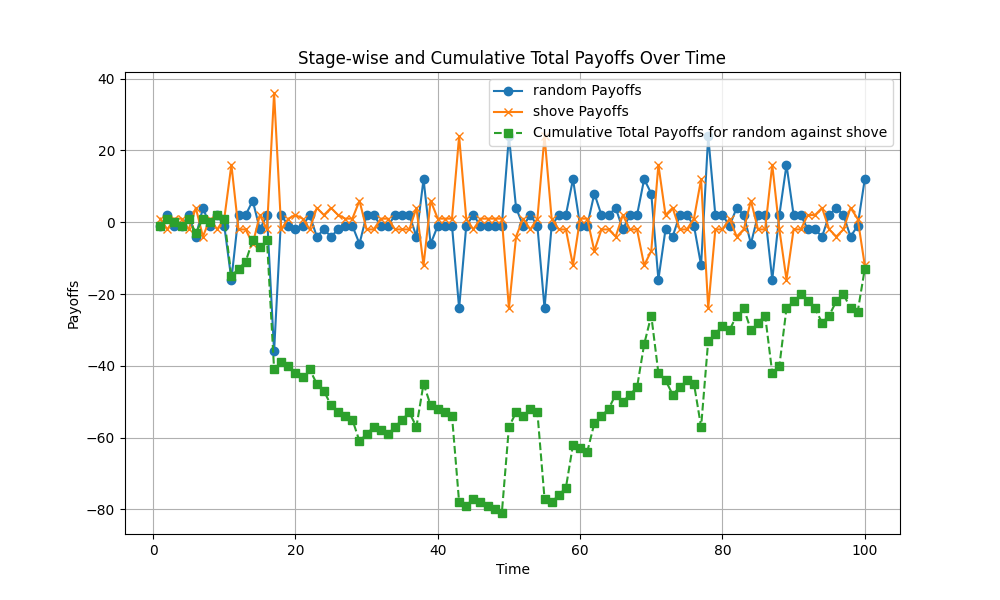 Stage-wise and Cumulative Total Payoffs Over Time
random Payoffs
shove Payoffs
Cumulative Total Payoffs for random against shove
Payoffs
40
20
0
−20
−40
−60
−80
0 20 40 60 80 100
Time